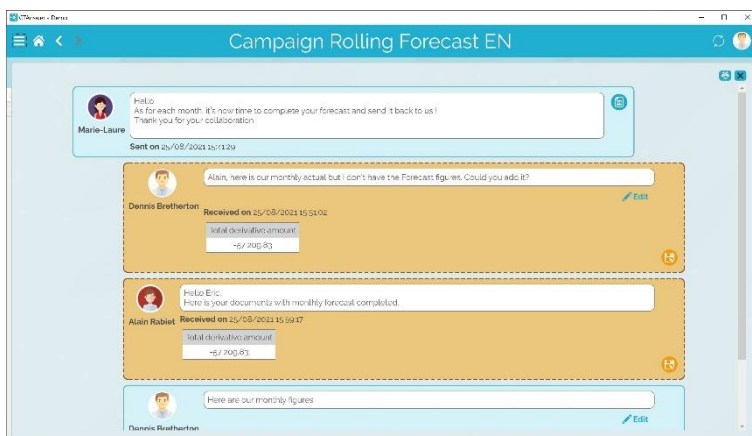 Campaign Rolling Forecast EN
Hello
As for each month, it's now time to complete your forecast and send it back to us !
Thank you for your collaboration
Marie-Laure
Sent on 25/08/2021 15:41:29
Alain, here is our monthly actual but I don't have the Forecast figures. Could you add it?
Edit
Dennis Bretherton
Received on 25/08/2021 15:51:02
Total derivative amount
-57 209.83
Hello Eric,
Here is your documents with monthly forecast completed.
Alain Rabiet
Received on 25/08/2021 15:59:17
Total derivative amount
-57 209.83
Here are our monthly figures
Edit
Dennis Bretherton